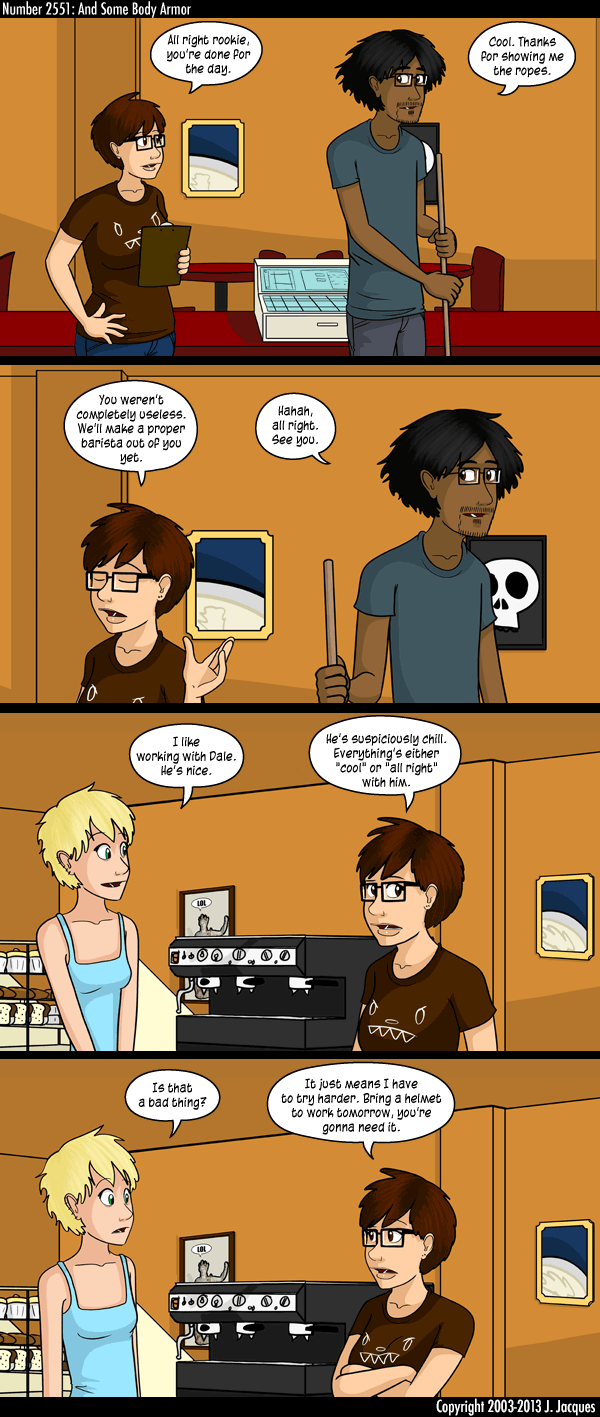 Number 2551: And Some Body Armor
All right rookie,
you're done for
the day.
Cool. Thanks
for showing me
the ropes.
You weren't
completely useless.
We'll make a proper
barista out of you
yet.
Hahah,
all right.
See you.
I like
working with Dale.
He's nice.
He's suspiciously chill.
Everything's either
"cool" or "all right"
with him.
LOL
Is that
a bad thing?
It just means I have
to try harder. Bring a helmet
to work tomorrow, you're
gonna need it.
LOL
Copyright 2003-2013 J. Jacques